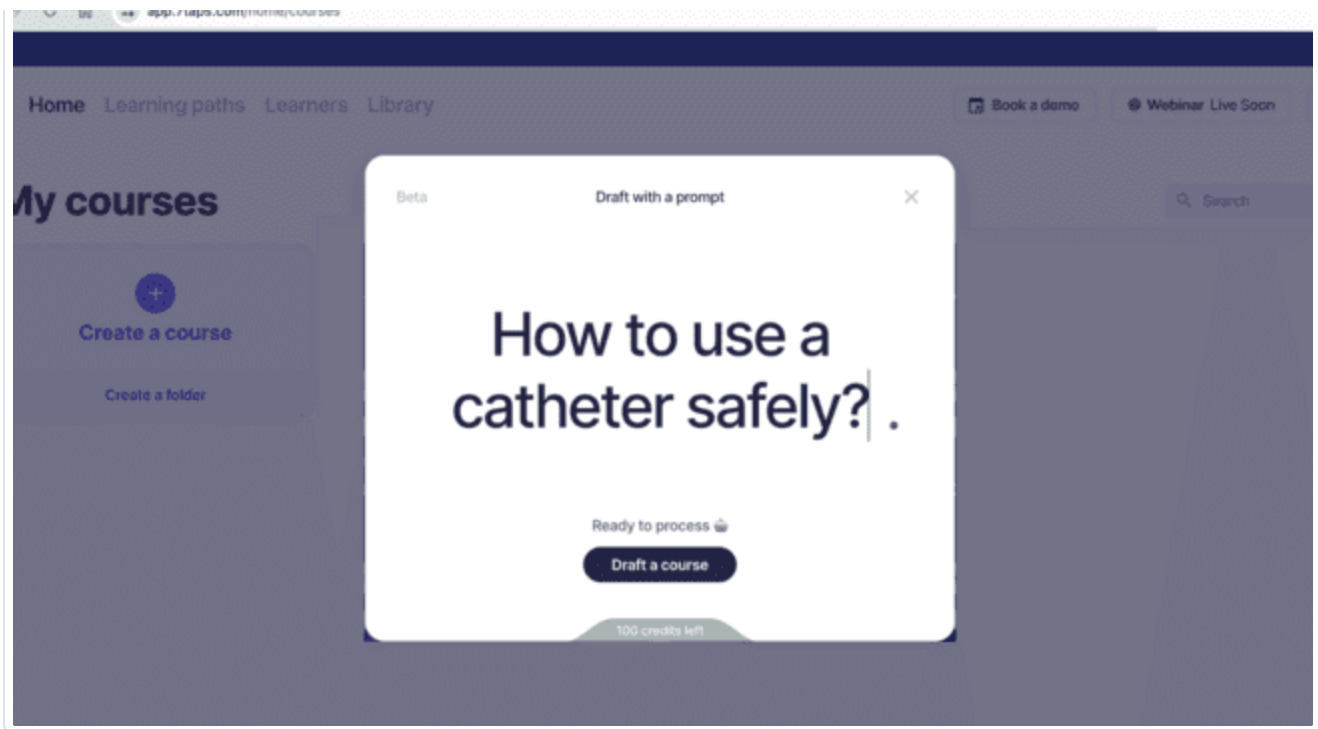 app.7taps.com/home/courses
Home Learning paths Learners Library
Book a demo
Webinar Live Soon
My courses
Search
Create a course
Create a folder
Beta
Draft with a prompt
How to use a
catheter safely? .
Ready to process
Draft a course
100 credits left